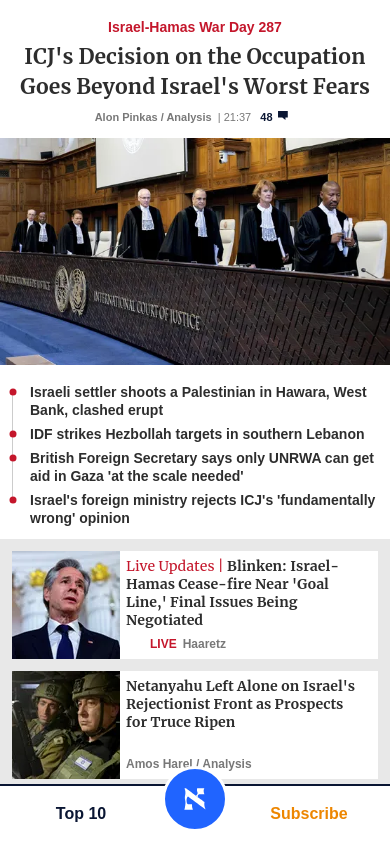 Israel-Hamas War Day 287
ICJ's Decision on the Occupation
Goes Beyond Israel's Worst Fears
Alon Pinkas / Analysis | 21:37 48
INTERNATIONAL COURT OF JUSTICE
Israeli settler shoots a Palestinian in Hawara, West
Bank, clashed erupt
IDF strikes Hezbollah targets in southern Lebanon
British Foreign Secretary says only UNRWA can get
aid in Gaza 'at the scale needed'
Israel's foreign ministry rejects ICJ's 'fundamentally
wrong' opinion
Live Updates | Blinken: Israel-
Hamas Cease-fire Near 'Goal
Line,' Final Issues Being
Negotiated
LIVE Haaretz
Netanyahu Left Alone on Israel's
Rejectionist Front as Prospects
for Truce Ripen
Amos Harel / Analysis
Top 10
Subscribe